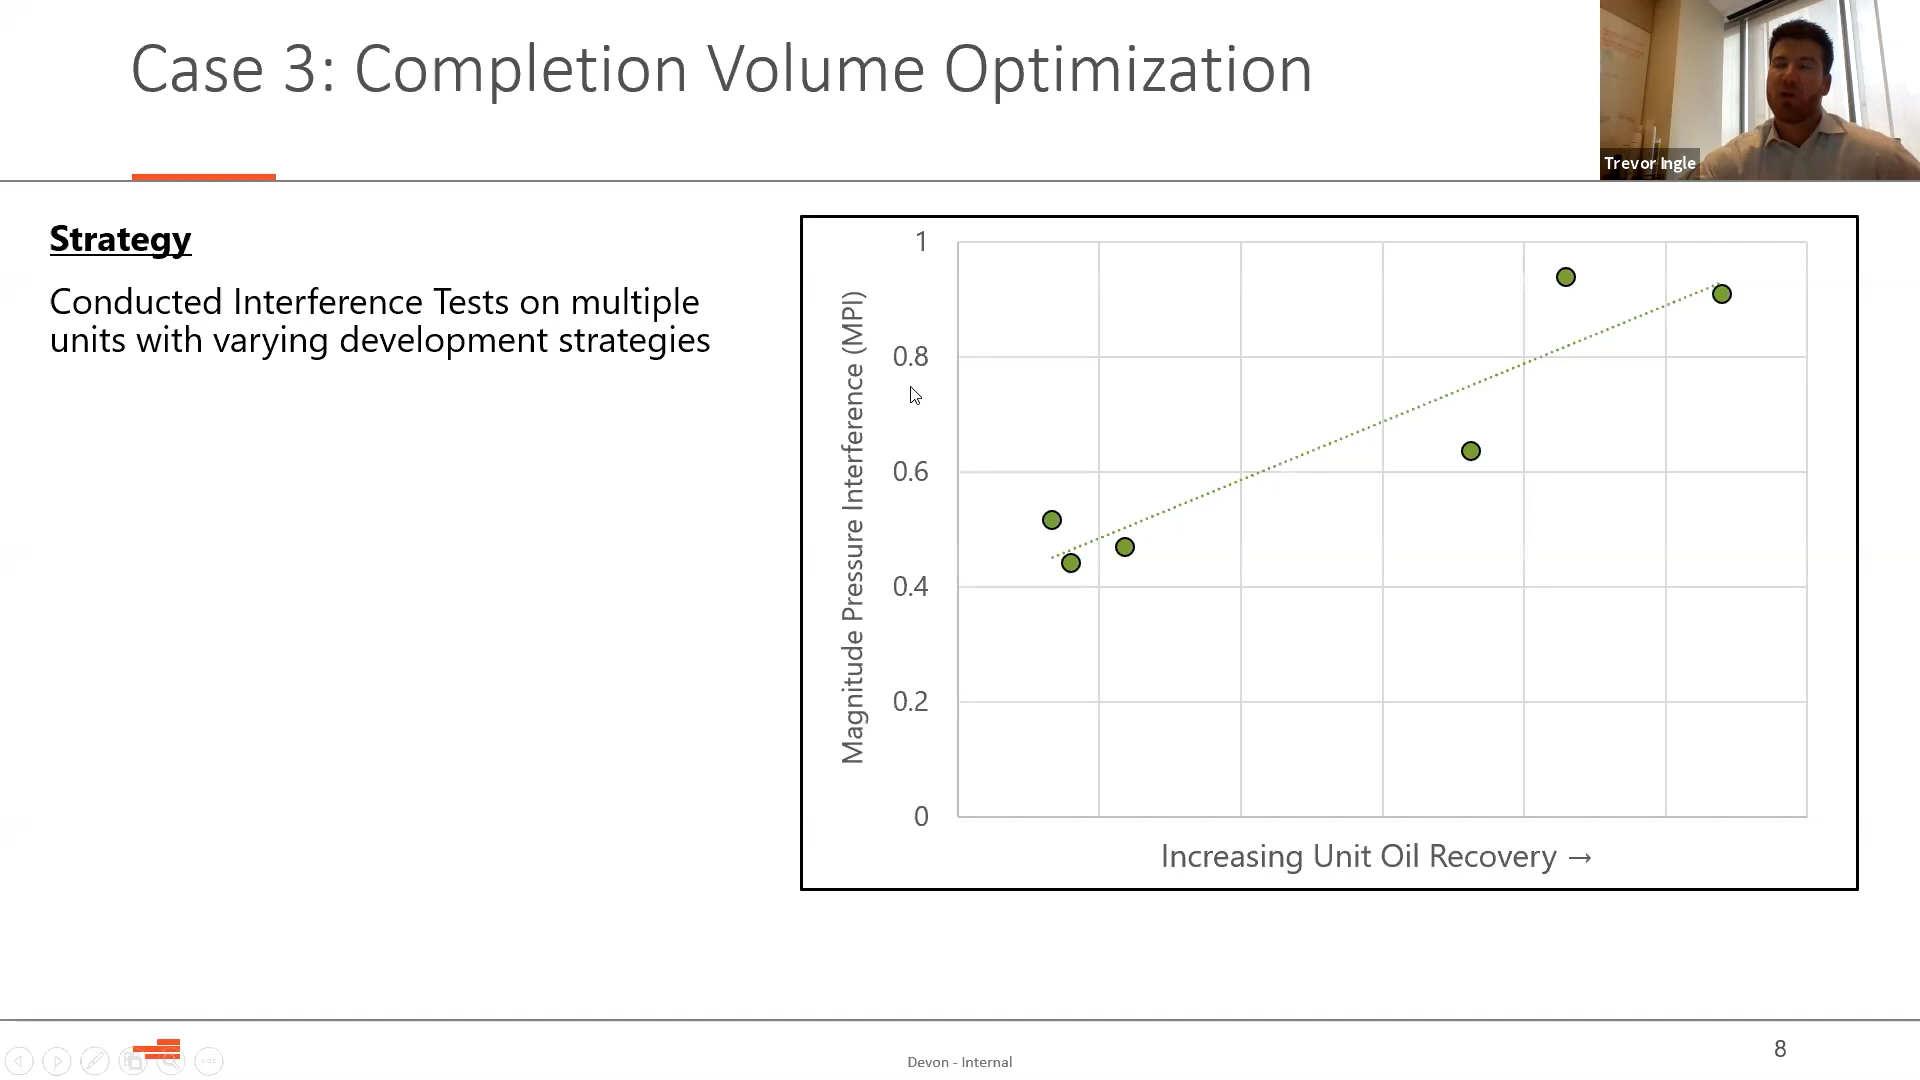 Case 3: Completion Volume Optimization
Trevor Ingle
Strategy
Conducted Interference Tests on multiple
units with varying development strategies
Magnitude Pressure Interference (MPI)
1
0.8
0.6
0.4
0.2
0
Increasing Unit Oil Recovery →
Devon - Internal
8